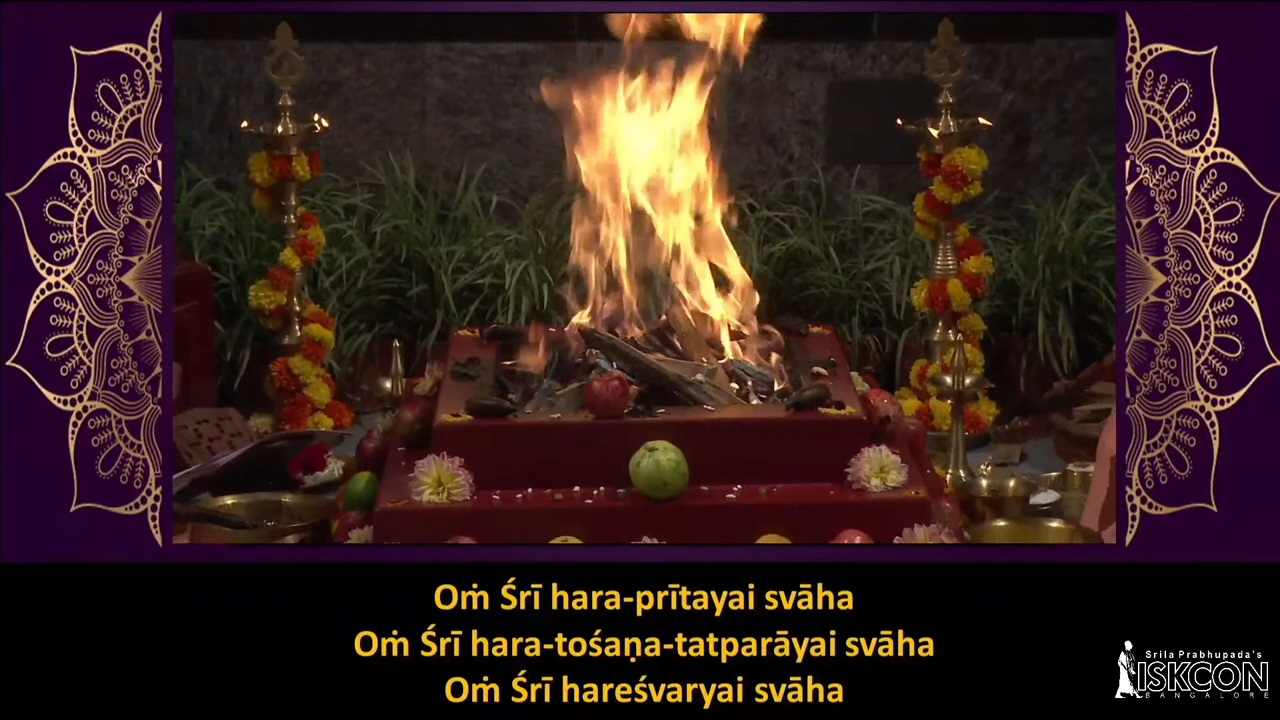 Oṁ Śrī hara-prītayai svāha
Oṁ Śrī hara-tośaṇa-tatparāyai svāha
Oṁ Śrī hareśvaryai svāha
Srila Prabhupada's
ISKCON
BANGALORE